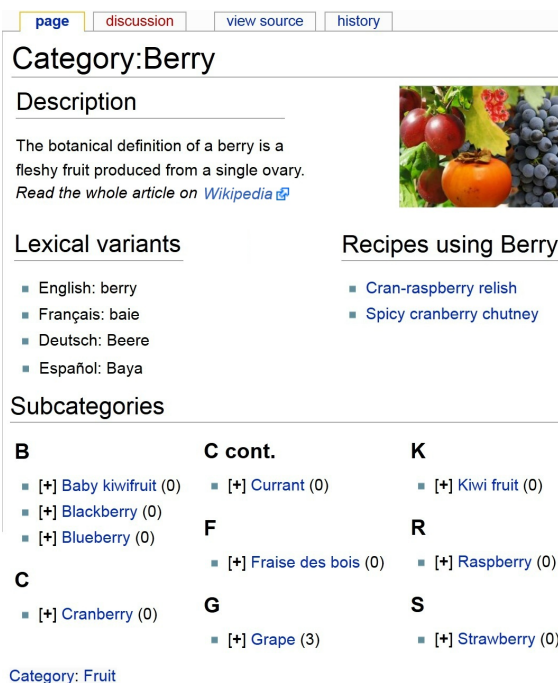 page discussion view source history
Category:Berry
Description
The botanical definition of a berry is a
fleshy fruit produced from a single ovary.
Read the whole article on Wikipedia
Lexical variants
English: berry
Français: baie
Deutsch: Beere
Español: Baya
Recipes using Berry
Cran-raspberry relish
Spicy cranberry chutney
Subcategories
B
[+] Baby kiwifruit (0)
[+] Blackberry (0)
[+] Blueberry (0)
C
[+] Cranberry (0)
C cont.
[+] Currant (0)
F
[+] Fraise des bois (0)
G
[+] Grape (3)
K
[+] Kiwi fruit (0)
R
[+] Raspberry (0)
S
[+] Strawberry (0)
Category: Fruit